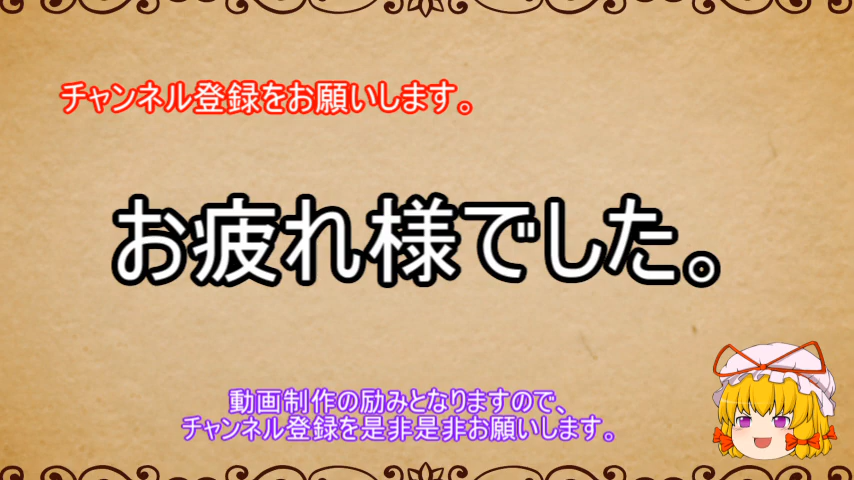 チャンネル登録をお願いします。
お疲れ様でした。
動画制作の励みとなりますので、
チャンネル登録を是非是非お願いします。